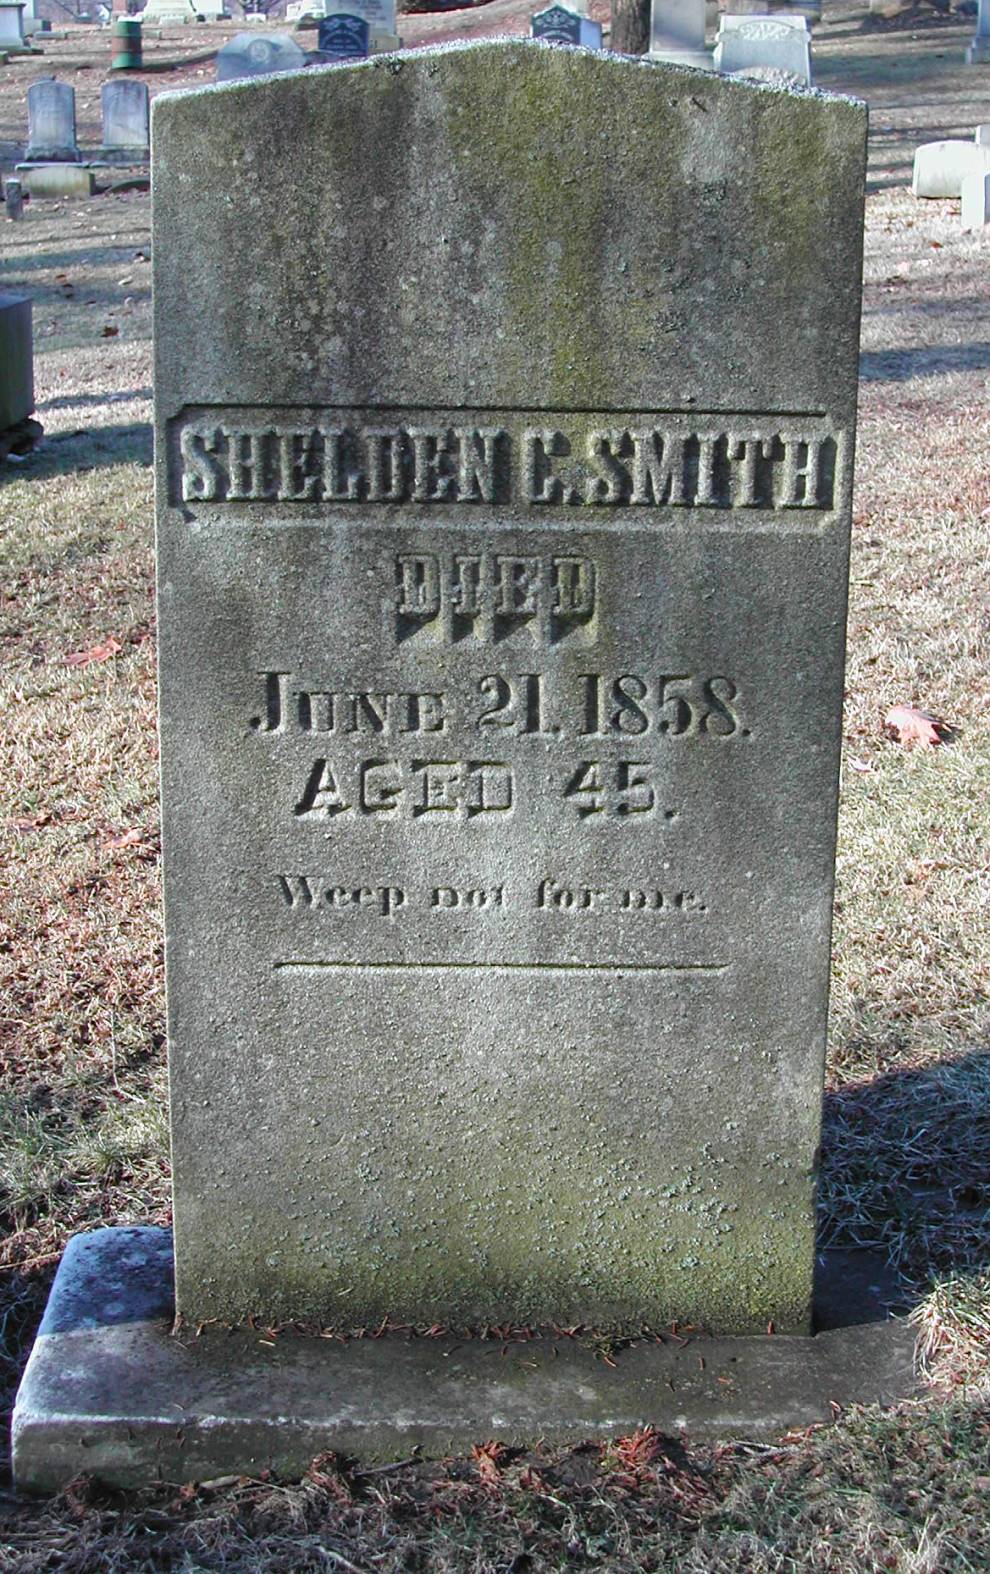 SHELDEN C. SMITH
DIED
JUNE 21, 1858.
AGED 45.
Weep not for me.